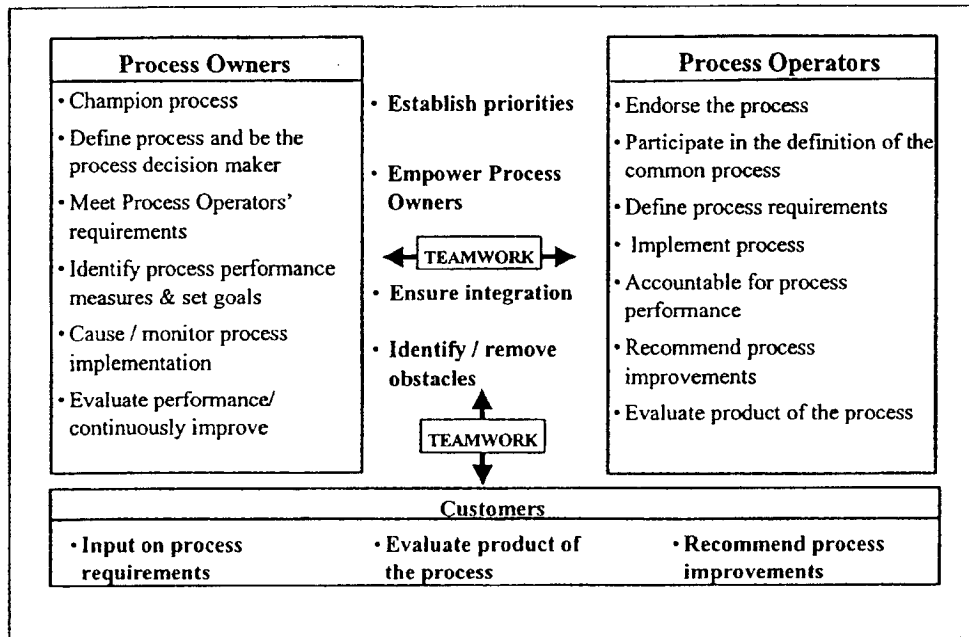 Process Owners
• Champion process
• Define process and be the
process decision maker
• Meet Process Operators'
requirements
• Identify process performance
measures & set goals
• Cause / monitor process
implementation
• Evaluate performance/
continuously improve
• Establish priorities
• Empower Process
Owners
TEAMWORK
• Ensure integration
• Identify / remove
obstacles
TEAMWORK
Process Operators
• Endorse the process
• Participate in the definition of the
common process
• Define process requirements
• Implement process
• Accountable for process
performance
• Recommend process
improvements
• Evaluate product of the process
Customers
• Input on process
requirements
• Evaluate product of
the process
• Recommend process
improvements